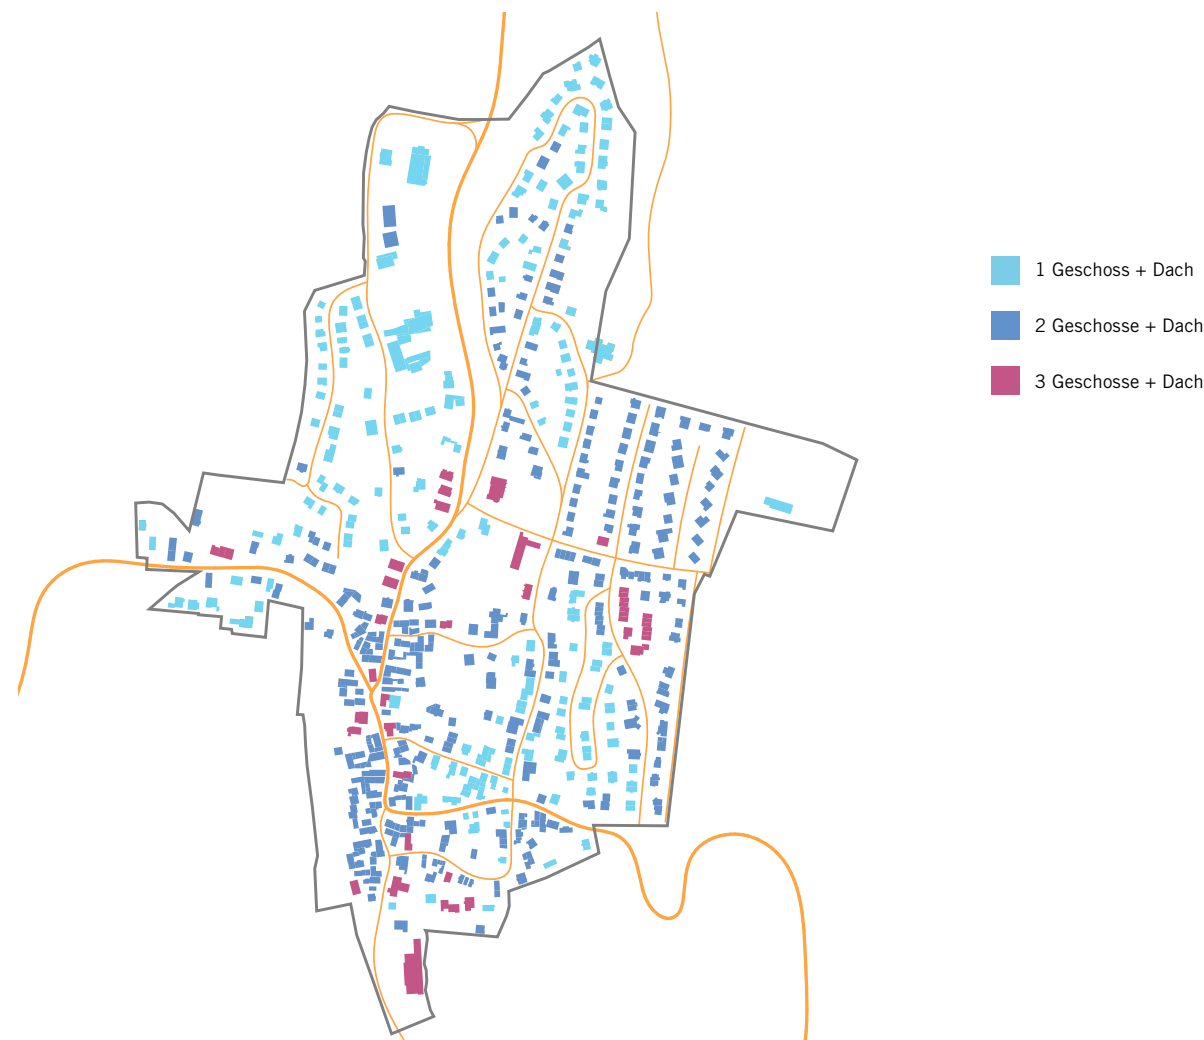 1 Geschoss + Dach
2 Geschosse + Dach
3 Geschosse + Dach